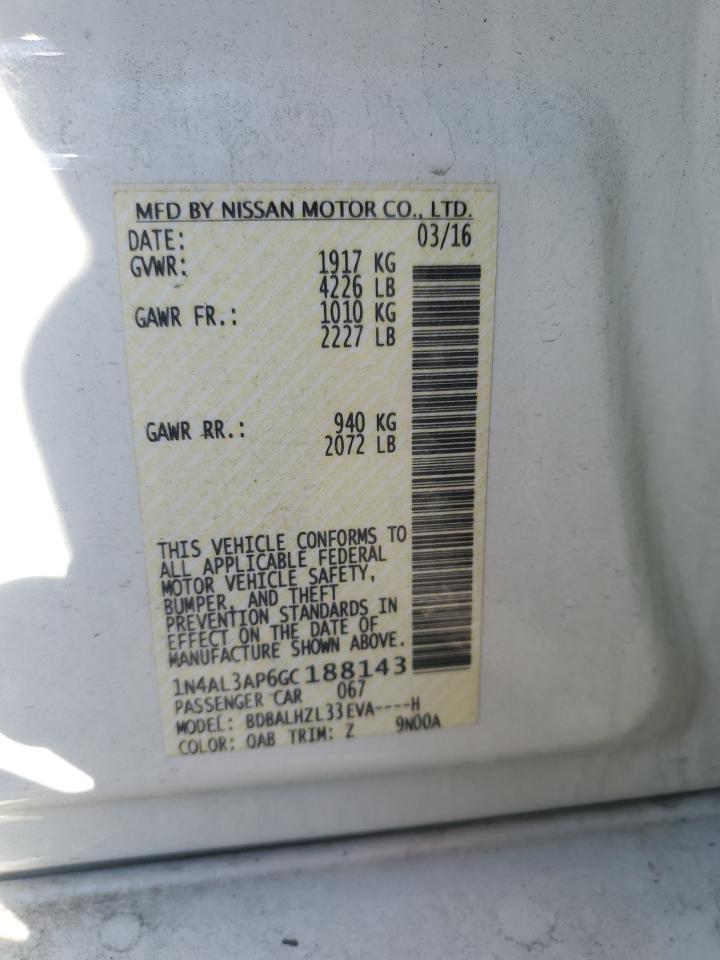 MFD BY NISSAN MOTOR CO., LTD.
DATE: 03/16
GVWR: 1917 KG
4226 LB
GAWR FR.: 1010 KG
2227 LB
GAWR RR.: 940 KG
2072 LB
THIS VEHICLE CONFORMS TO
ALL APPLICABLE FEDERAL
MOTOR VEHICLE SAFETY,
BUMPER, AND THEFT
PREVENTION STANDARDS IN
EFFECT ON THE DATE OF
MANUFACTURE SHOWN ABOVE.
1N4AL3AP6GC188143
PASSENGER CAR 067
MODEL: BDBALHZL33EVA----H
COLOR: QAB TRIM: Z 9N00A